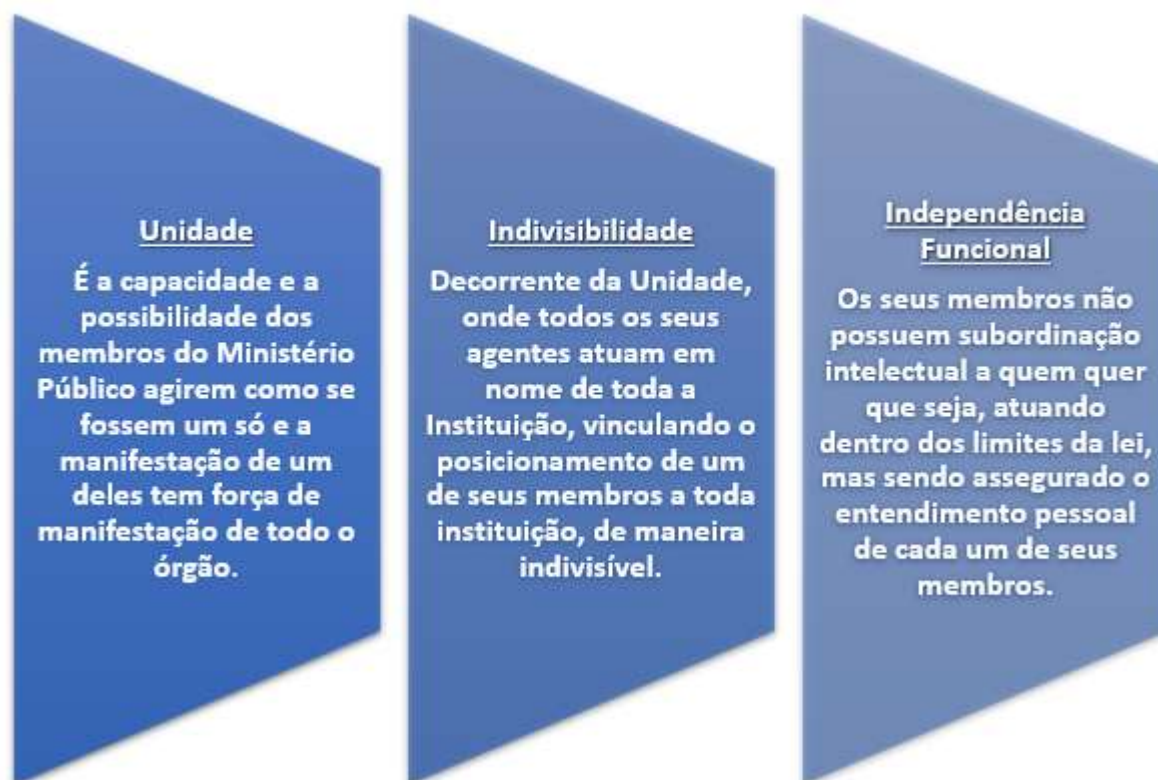 Unidade
É a capacidade e a
possibilidade dos
membros do Ministério
Público agirem como se
fossem um só e a
manifestação de um
deles tem força de
manifestação de todo o
órgão.
Indivisibilidade
Decorrente da Unidade,
onde todos os seus
agentes atuam em
nome de toda a
Instituição, vinculando o
posicionamento de um
de seus membros a toda
instituição, de maneira
indivisível.
Independência
Funcional
Os seus membros não
possuem subordinação
intelectual a quem quer
que seja, atuando
dentro dos limites da lei,
mas sendo assegurado o
entendimento pessoal
de cada um de seus
membros.